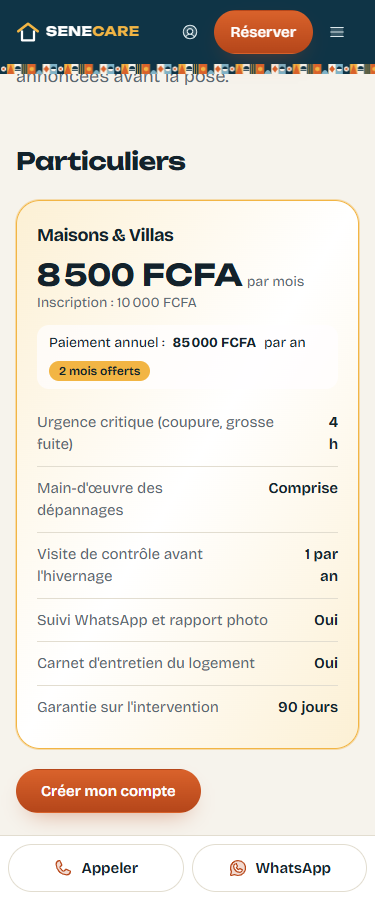 SENECARE
Réserver
annoncées avant la pose.
Particuliers
Maisons & Villas
8 500 FCFA par mois
Inscription : 10 000 FCFA
Paiement annuel : 85 000 FCFA par an
2 mois offerts
Urgence critique (coupure, grosse fuite)
4 h
Main-d'œuvre des dépannages
Comprise
Visite de contrôle avant l'hivernage
1 par an
Suivi WhatsApp et rapport photo
Oui
Carnet d'entretien du logement
Oui
Garantie sur l'intervention
90 jours
Créer mon compte
Appeler
WhatsApp